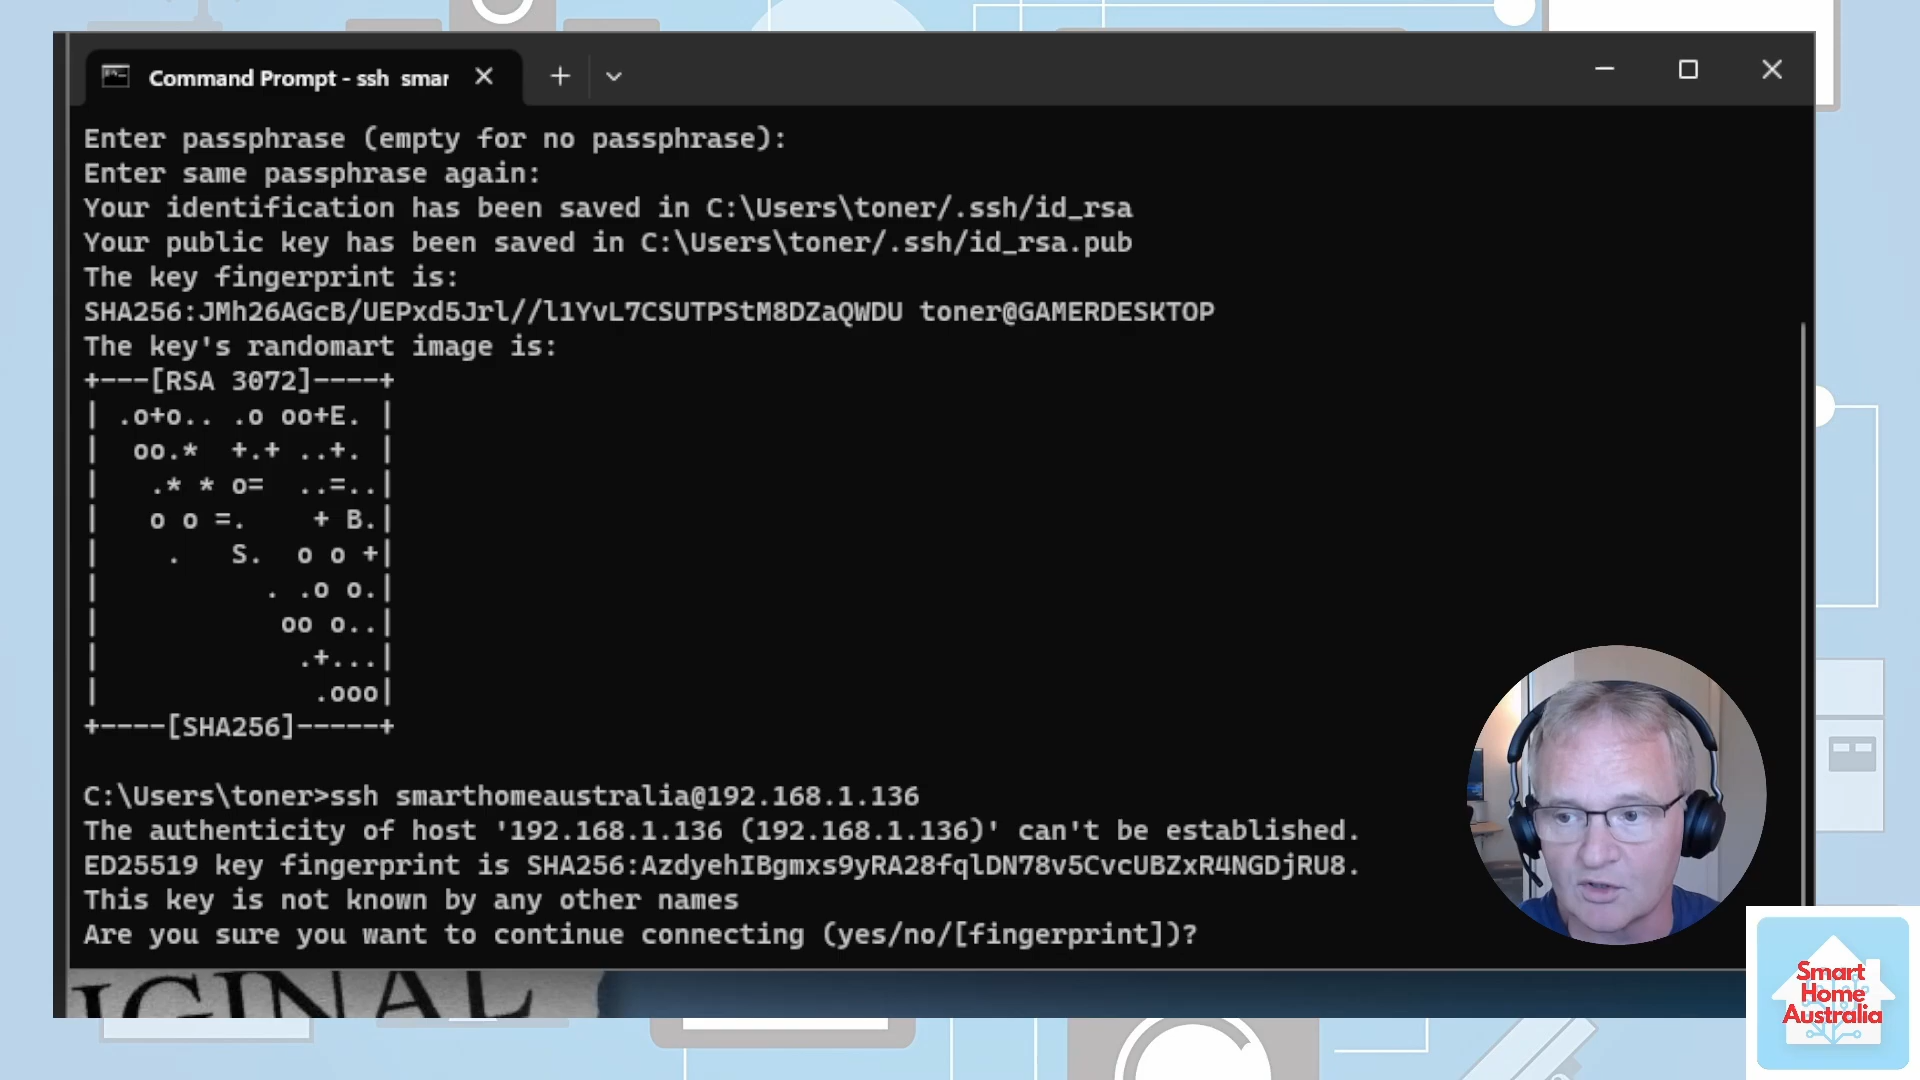 Command Prompt - ssh  smar
Enter passphrase (empty for no passphrase):
Enter same passphrase again:
Your identification has been saved in C:\Users\toner/.ssh/id_rsa
Your public key has been saved in C:\Users\toner/.ssh/id_rsa.pub
The key fingerprint is:
SHA256:JMh26AGcB/UEPxd5Jrl//l1YvL7CSUTPStM8DZaQWDU toner@GAMERDESKTOP
The key's randomart image is:
+---[RSA 3072]----+
| .o+o.. .o oo+E. |
|  oo.*  +.+ ..+. |
|   .* * o=  ..=..|
|   o o =.    + B.|
|    .   S.  o o +|
|          . .o o.|
|           oo o..|
|            .+...|
|             .ooo|
+----[SHA256]-----+
C:\Users\toner>ssh smarthomeaustralia@192.168.1.136
The authenticity of host '192.168.1.136 (192.168.1.136)' can't be established.
ED25519 key fingerprint is SHA256:AzdyehIBgmxs9yRA28fqlDN78v5CvcUBZxR4NGDjRU8.
This key is not known by any other names
Are you sure you want to continue connecting (yes/no/[fingerprint])?
IGINAL
Smart
Home
Australia